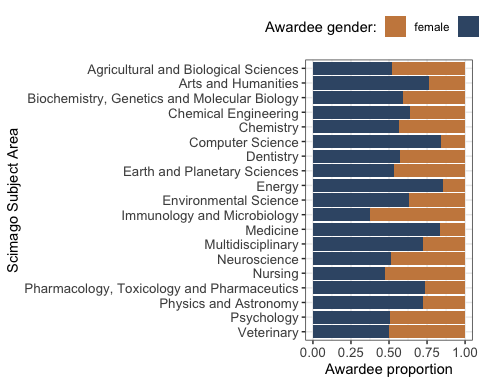 Awardee gender: female
Agricultural and Biological Sciences
Arts and Humanities
Biochemistry, Genetics and Molecular Biology
Chemical Engineering
Chemistry
Computer Science
Dentistry
Earth and Planetary Sciences
Energy
Environmental Science
Immunology and Microbiology
Medicine
Multidisciplinary
Neuroscience
Nursing
Pharmacology, Toxicology and Pharmaceutics
Physics and Astronomy
Psychology
Veterinary
Scimago Subject Area
0.00 0.25 0.50 0.75 1.00
Awardee proportion